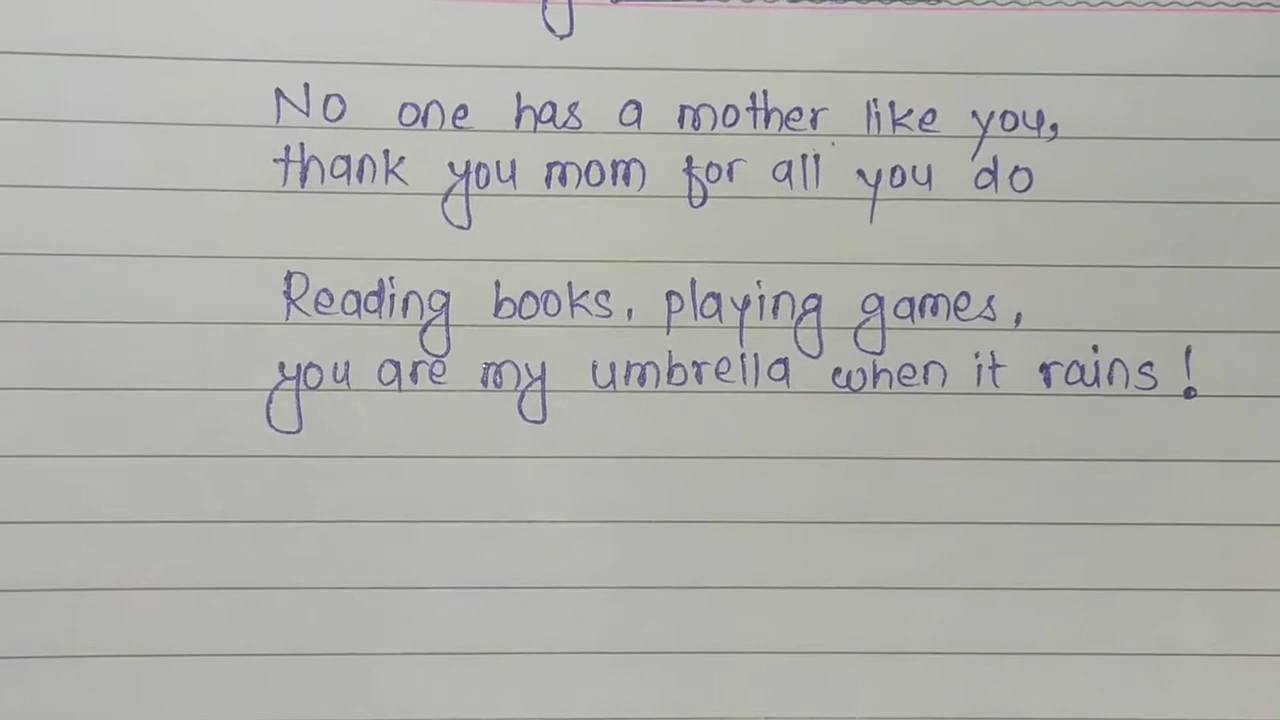 No one has a mother like you,
thank you mom for all you do
Reading books, playing games,
you are my umbrella when it rains!